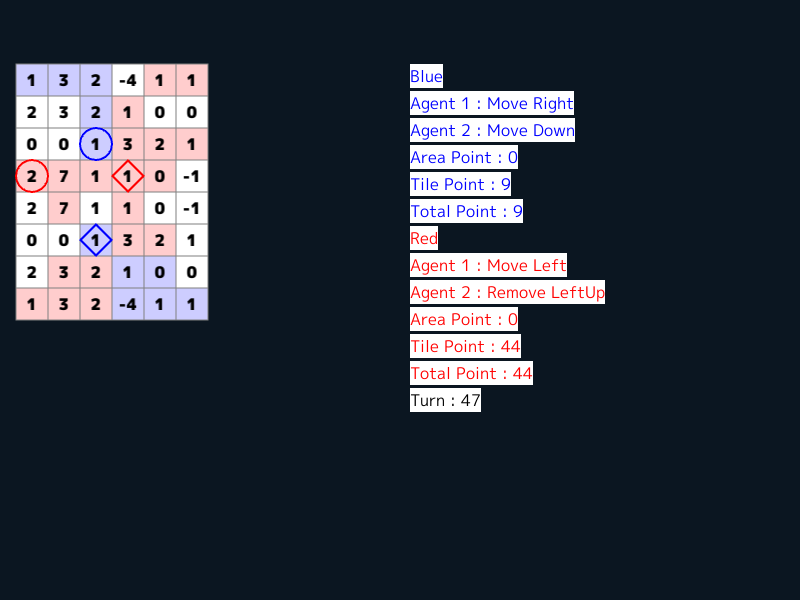 1 3 2 -4 1 1
2 3 2 1 0 0
0 0 1 3 2 1
2 7 1 1 0 -1
2 7 1 1 0 -1
0 0 1 3 2 1
2 3 2 1 0 0
1 3 2 -4 1 1
Blue
Agent 1 : Move Right
Agent 2 : Move Down
Area Point : 0
Tile Point : 9
Total Point : 9
Red
Agent 1 : Move Left
Agent 2 : Remove LeftUp
Area Point : 0
Tile Point : 44
Total Point : 44
Turn : 47